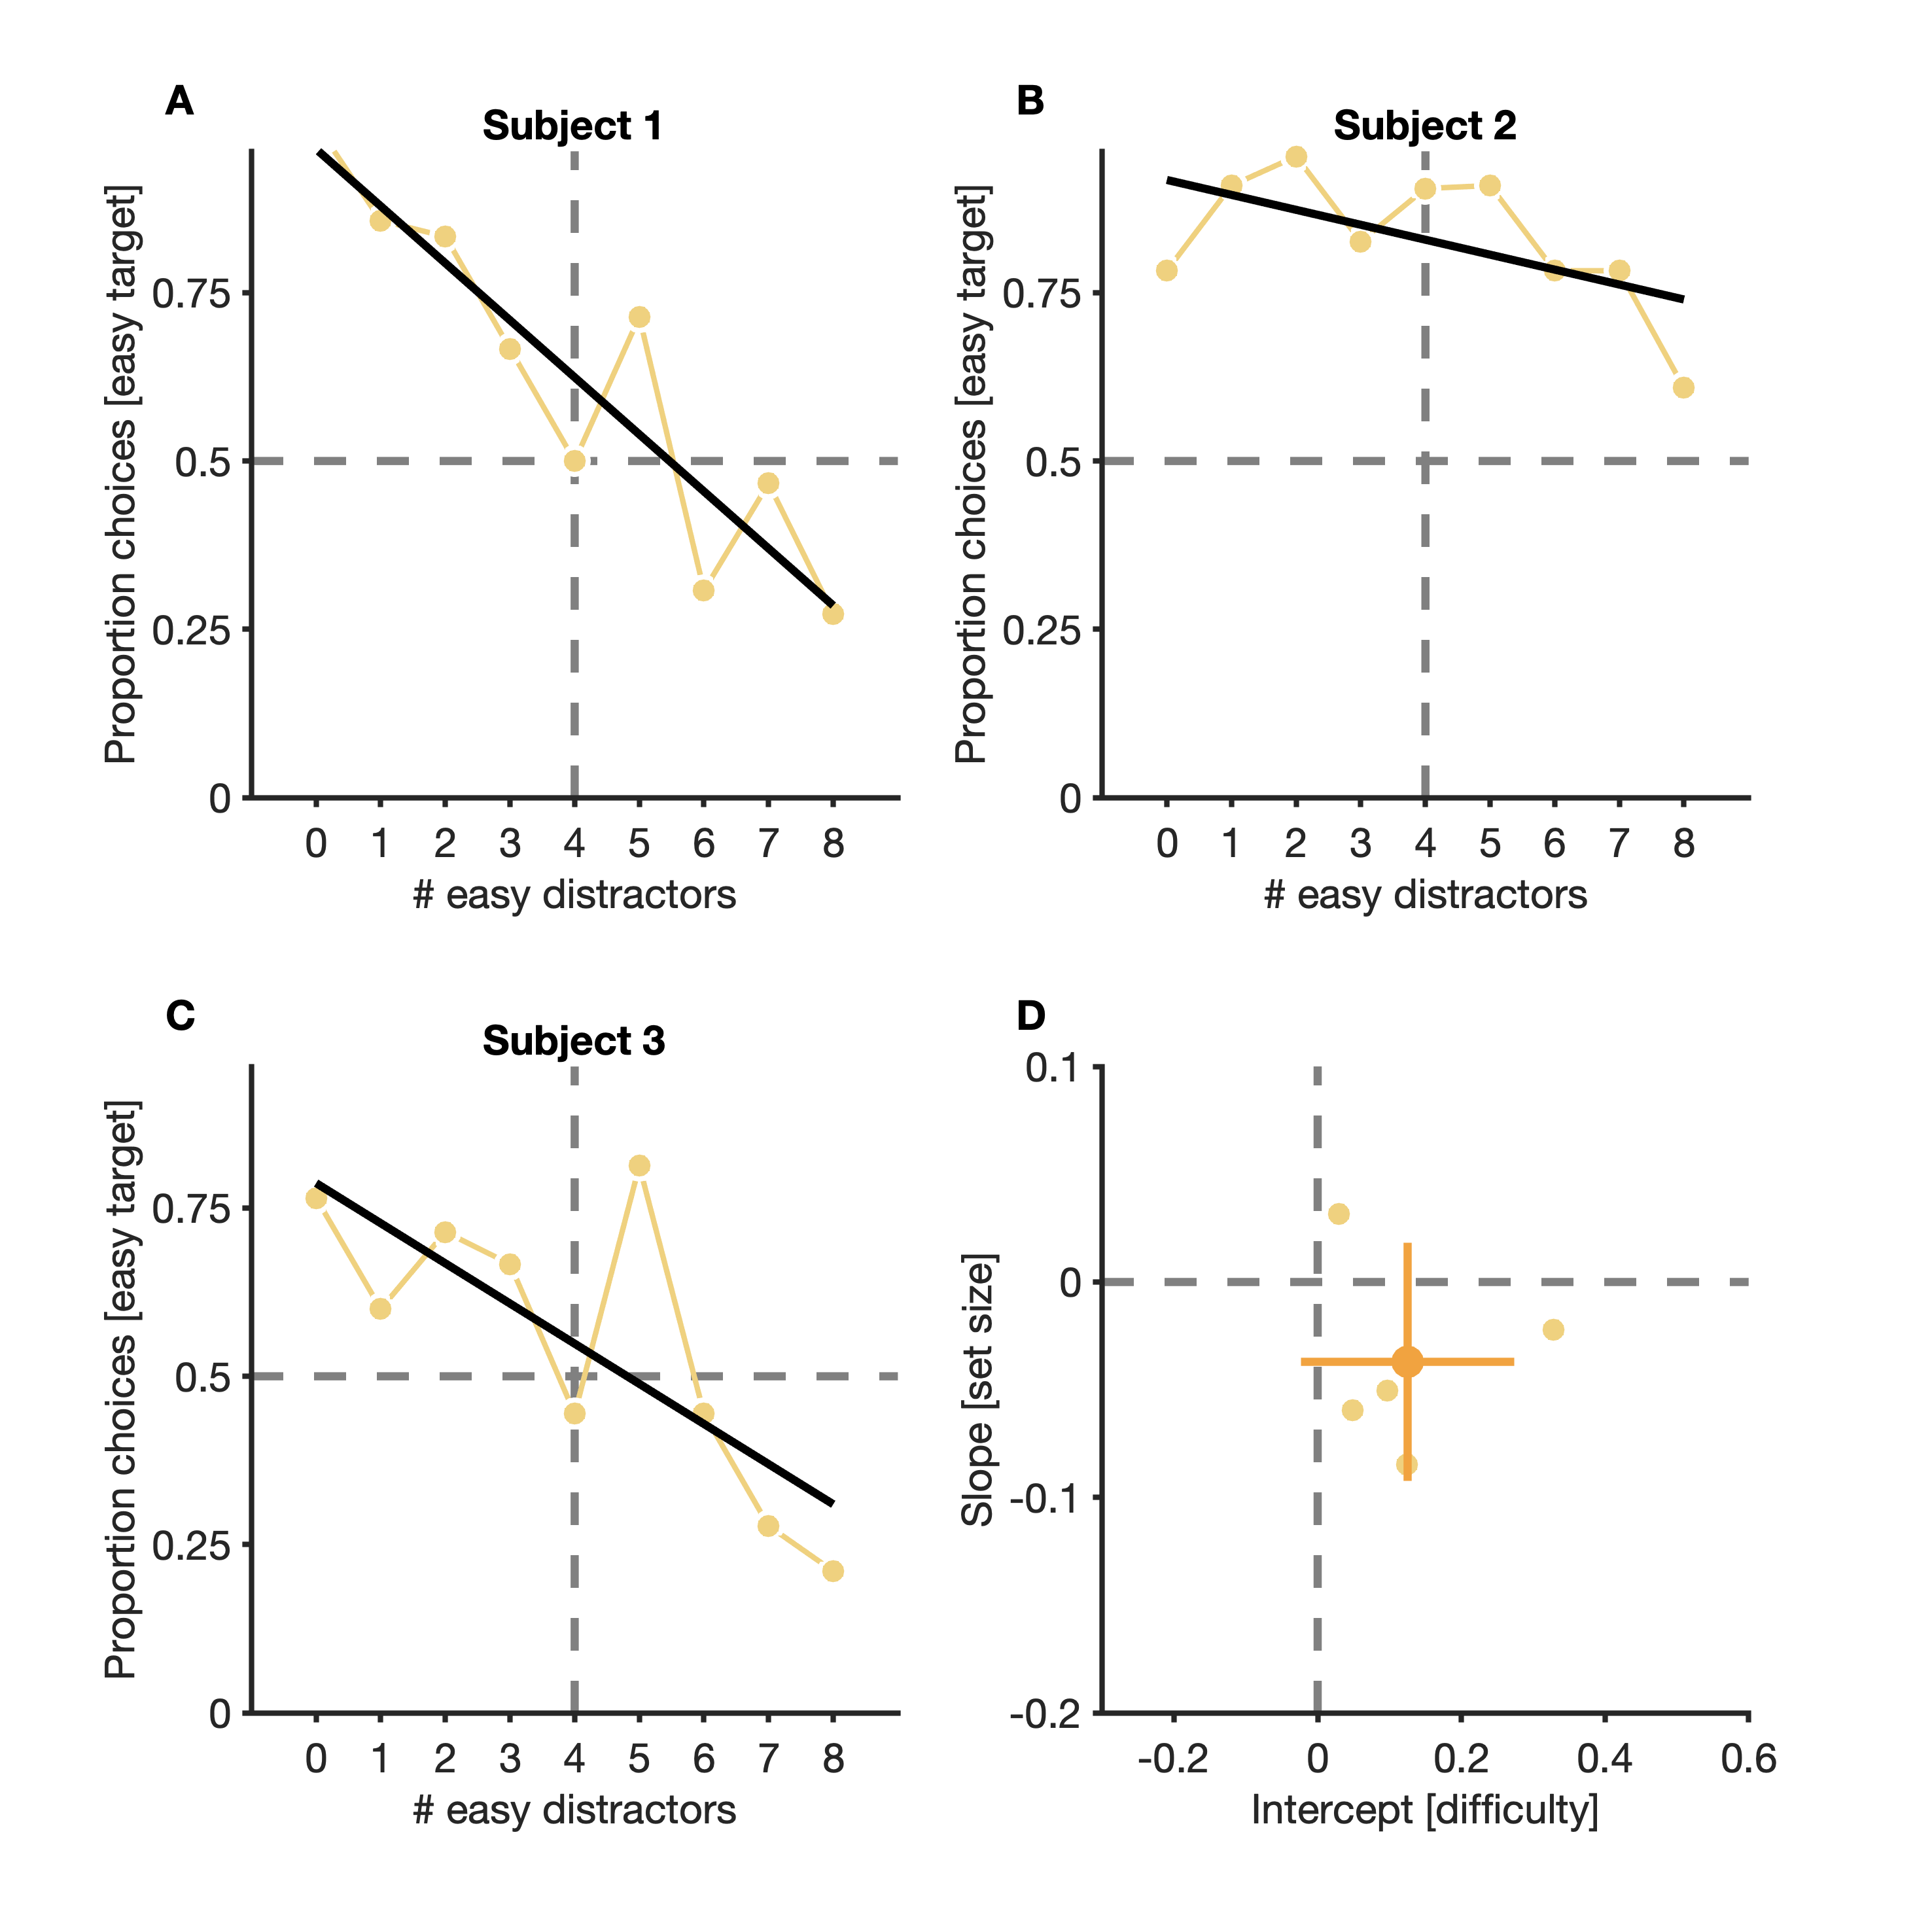 A
Subject 1
Proportion choices [easy target]
0.75
0.5
0.25
0
0 1 2 3 4 5 6 7 8
# easy distractors
B
Subject 2
Proportion choices [easy target]
0.75
0.5
0.25
0
0 1 2 3 4 5 6 7 8
# easy distractors
C
Subject 3
Proportion choices [easy target]
0.75
0.5
0.25
0
0 1 2 3 4 5 6 7 8
# easy distractors
D
Slope [set size]
0.1
0
-0.1
-0.2
-0.2 0 0.2 0.4 0.6
Intercept [difficulty]